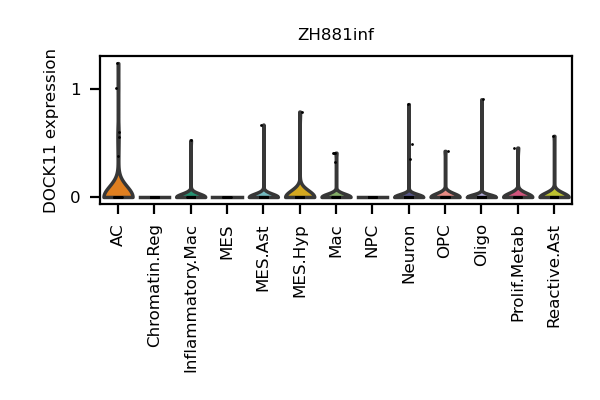 ZH881inf
DOCK11 expression
1
0
AC
Chromatin.Reg
Inflammatory.Mac
MES
MES.Ast
MES.Hyp
Mac
NPC
Neuron
OPC
Oligo
Prolif.Metab
Reactive.Ast